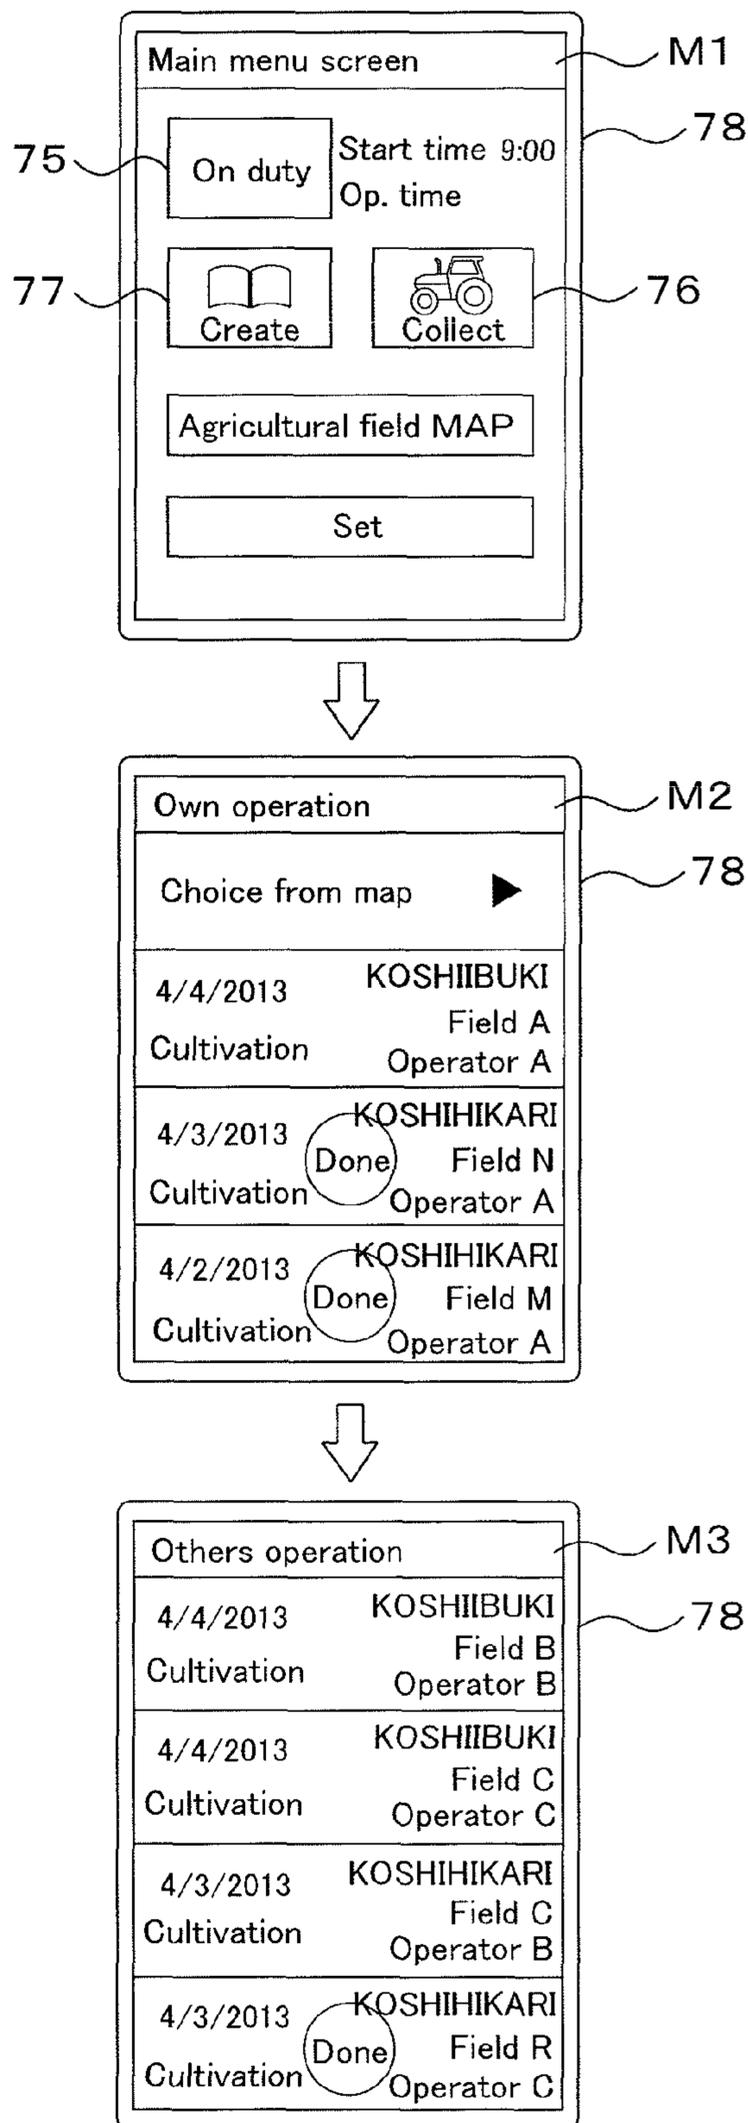 Main menu screen
M1
78
75
On duty
Start time 9:00
Op. time
77
Create
Collect
76
Agricultural field MAP
Set
Own operation
M2
78
Choice from map
4/4/2013
KOSHIIBUKI
Field A
Cultivation
Operator A
4/3/2013
KOSHIHIKARI
Done
Field N
Cultivation
Operator A
4/2/2013
KOSHIHIKARI
Done
Field M
Cultivation
Operator A
Others operation
M3
78
4/4/2013
KOSHIIBUKI
Field B
Cultivation
Operator B
4/4/2013
KOSHIIBUKI
Field C
Cultivation
Operator C
4/3/2013
KOSHIHIKARI
Field C
Cultivation
Operator B
4/3/2013
KOSHIHIKARI
Done
Field R
Cultivation
Operator C